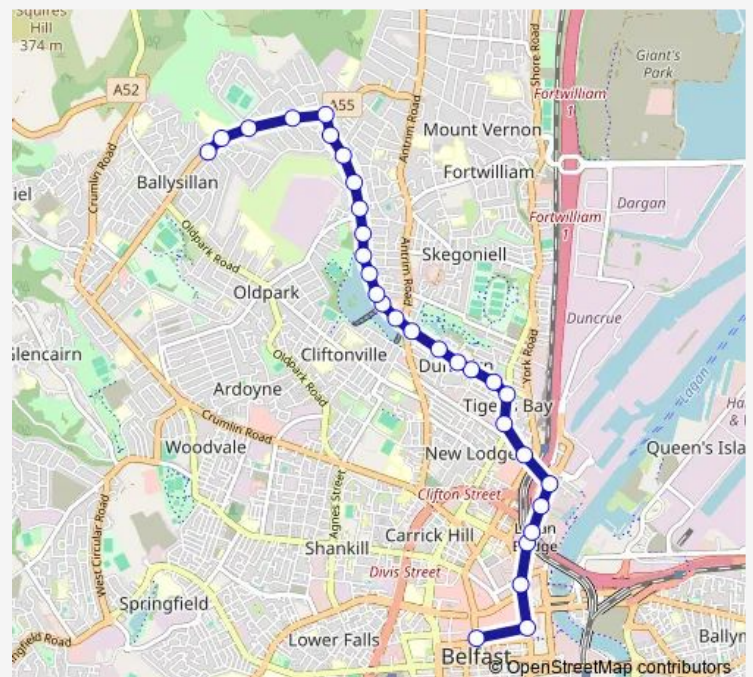 Squires
Hill
374 m
A52
A55
Shore Road
Giant's
Park
Fortwilliam
1
Mount Vernon
Antrim Road
Crumlin Road
Ballysillan
Fortwilliam
Dargan
Fortwilliam
1
Oldpark Road
Antrim Road
Skegoniell
Oldpark
Duncrue
York Road
Cliftonville
Lagan
Oldpark Road
Ardoyne
Bay
Crumlin Road
Woodvale
New Lodge
Clifton Street
Agnes Street
Carrick Hill
Shankill
Divis Street
West Circular Road
Springfield
Lower Falls
Belfast
© OpenStreetMap contributors